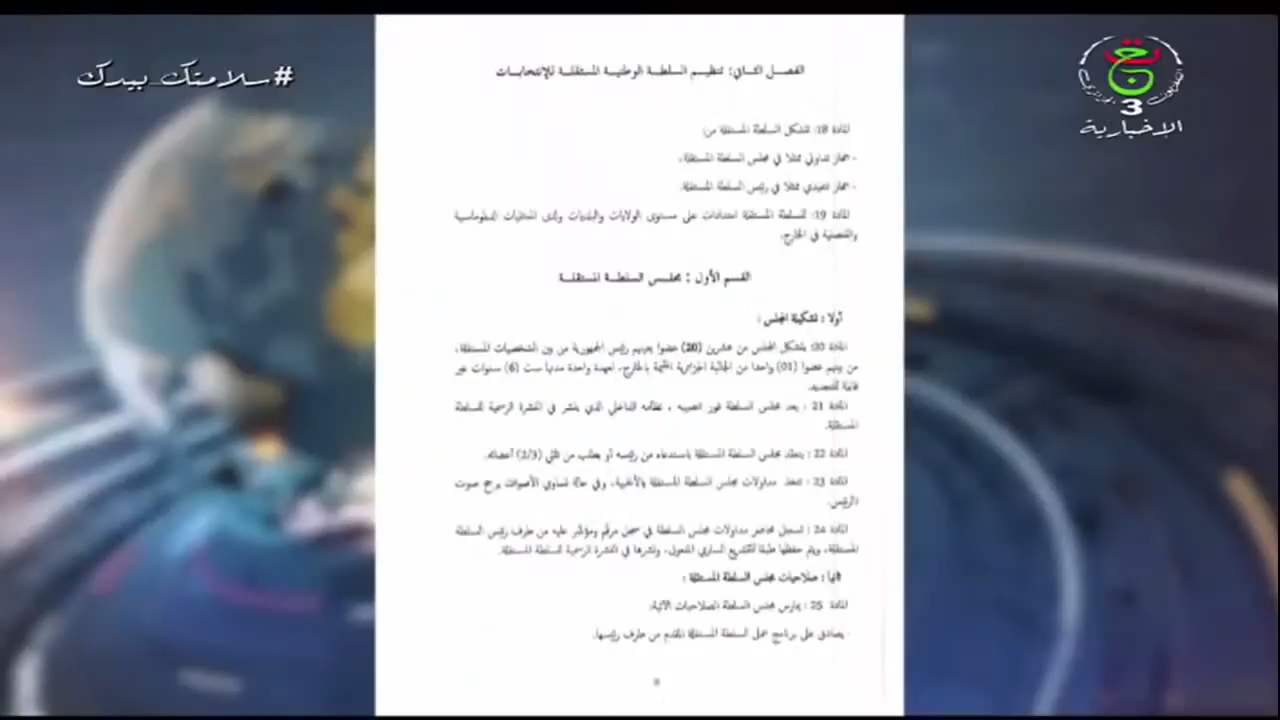 #سلامتك_بيدك
3
الإخبارية
الفصل الثاني: تنظيم السلطة الوطنية المستقلة للإنتخابات
المادة 18: تتشكل السلطة المستقلة من:
- جهاز تداولي ممثلا في مجلس السلطة المستقلة،
- جهاز تنفيذي ممثلا في رئيس السلطة المستقلة.
المادة 19: للسلطة المستقلة امتدادات على مستوى الولايات والبلديات ولدى الممثليات الدبلوماسية
والقنصلية في الخارج.
القسم الأول : مجلس السلطة المستقلة
أولا : تشكيلة المجلس :
المادة 20: يتشكل المجلس من عشرين (20) عضوا يعينهم رئيس الجمهورية من بين الشخصيات المستقلة،
من بينهم عضوا (01) واحدا من الجالية الجزائرية المقيمة بالخارج، لعهدة واحدة مدتها ست (6) سنوات غير
قابلة للتجديد.
المادة 21 : يعد مجلس السلطة فور تنصيبه ، نظامه الداخلي الذي ينشر في النشرة الرسمية للسلطة
المستقلة.
المادة 22 : ينعقد مجلس السلطة المستقلة باستدعاء من رئيسه أو بطلب من ثلثي (2/3) أعضائه.
المادة 23 : تتخذ مداولات مجلس السلطة المستقلة بالأغلبية، وفي حالة تساوي الأصوات يرجح صوت
الرئيس.
المادة 24 : تسجل محاضر مداولات مجلس السلطة في سجل مرقم ومؤشر عليه من طرف رئيس السلطة
المستقلة، ويتم حفظها طبقا للتشريع الساري المفعول، ونشرها في النشرة الرسمية للسلطة المستقلة.
ثانيا : صلاحيات مجلس السلطة المستقلة :
المادة 25 : يمارس مجلس السلطة الصلاحيات الآتية:
- يصادق على برنامج عمل السلطة المستقلة المقدم من طرف رئيسها.